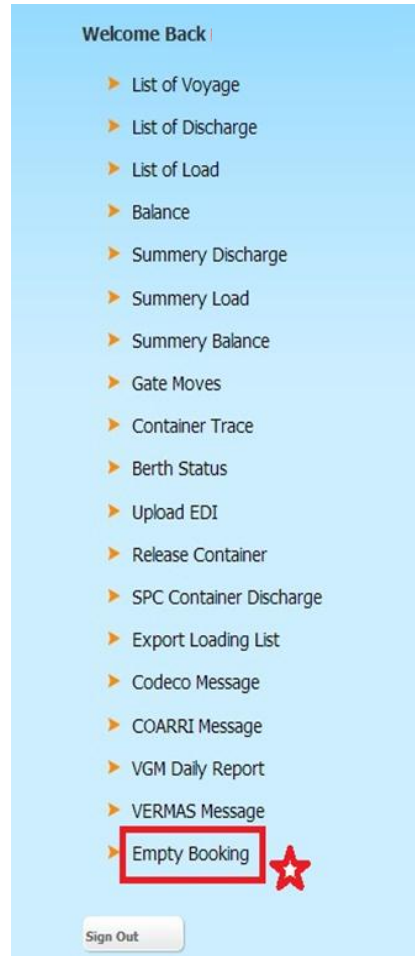 Welcome Back
List of Voyage
List of Discharge
List of Load
Balance
Summery Discharge
Summery Load
Summery Balance
Gate Moves
Container Trace
Berth Status
Upload EDI
Release Container
SPC Container Discharge
Export Loading List
Codeco Message
COARRI Message
VGM Daily Report
VERMAS Message
Empty Booking
Sign Out